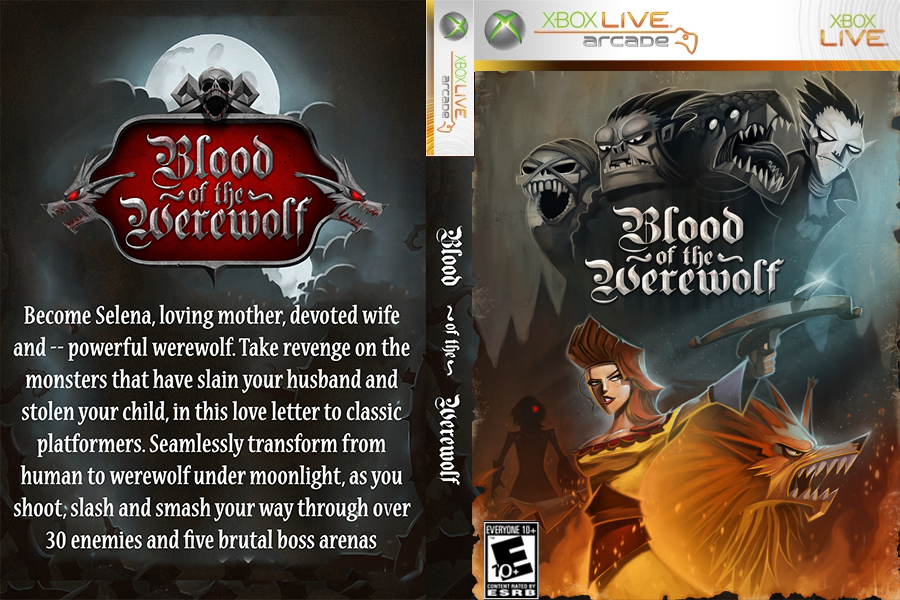 Blood
of the
Werewolf
Become Selena, loving mother, devoted wife
and -- powerful werewolf. Take revenge on the
monsters that have slain your husband and
stolen your child, in this love letter to classic
platformers. Seamlessly transform from
human to werewolf under moonlight, as you
shoot, slash and smash your way through over
30 enemies and five brutal boss arenas
XBOX LIVE
arcade
Blood ~of the~ Werewolf
XBOX LIVE
arcade
XBOX
LIVE
Blood
~of the~
Werewolf
EVERYONE 10+
E
10+
CONTENT RATED BY
ESRB